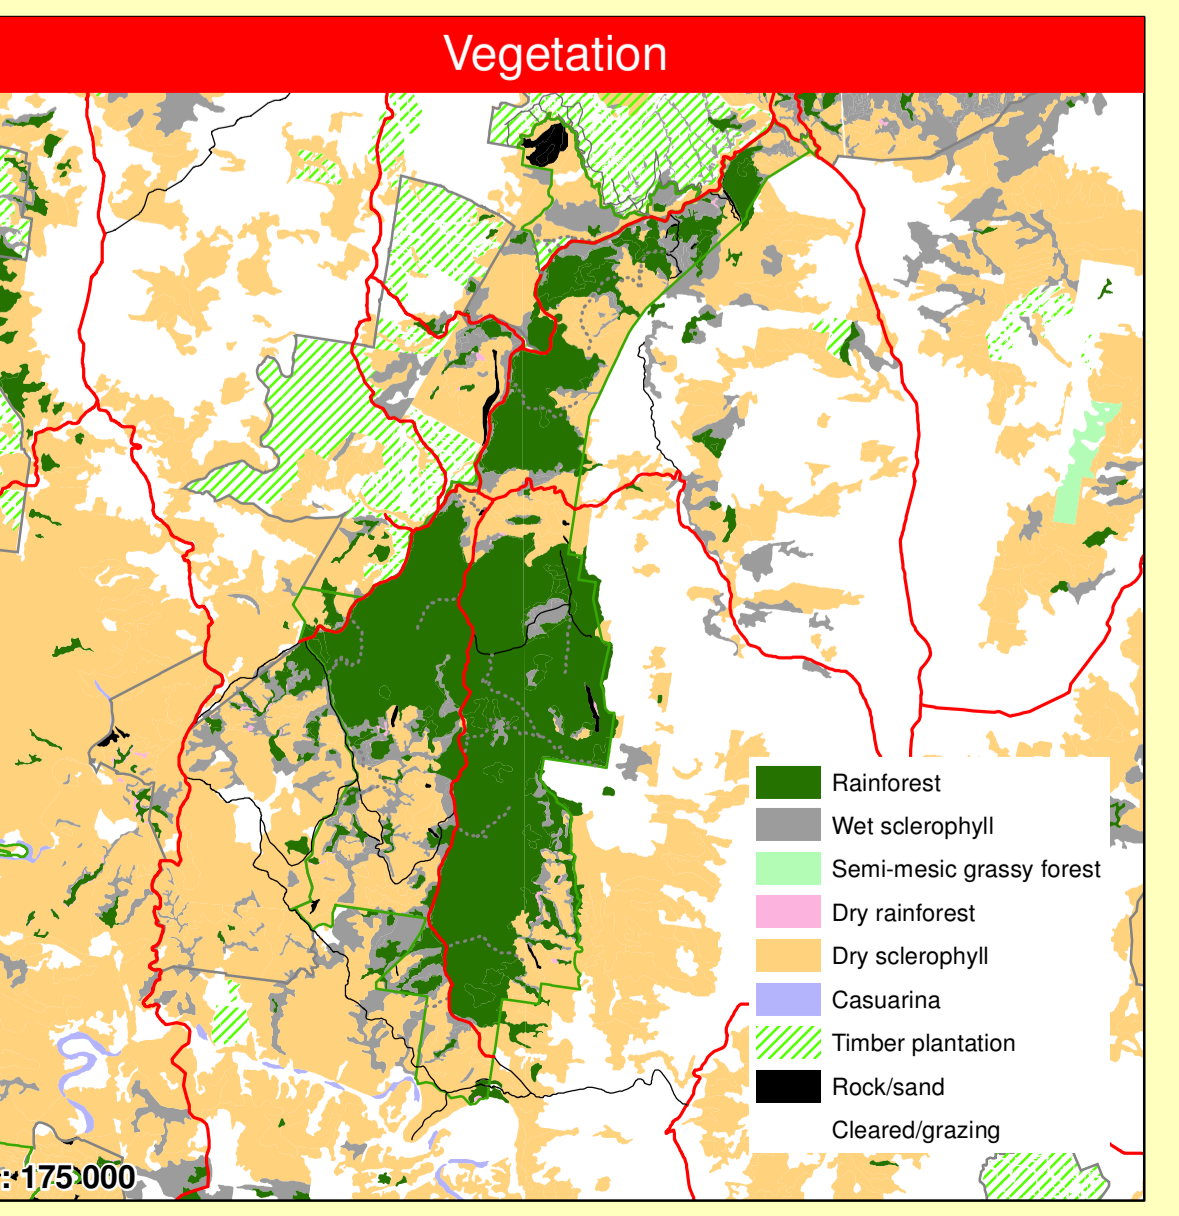 Vegetation
Rainforest
Wet sclerophyll
Semi-mesic grassy forest
Dry rainforest
Dry sclerophyll
Casuarina
Timber plantation
Rock/sand
Cleared/grazing
: 175 000